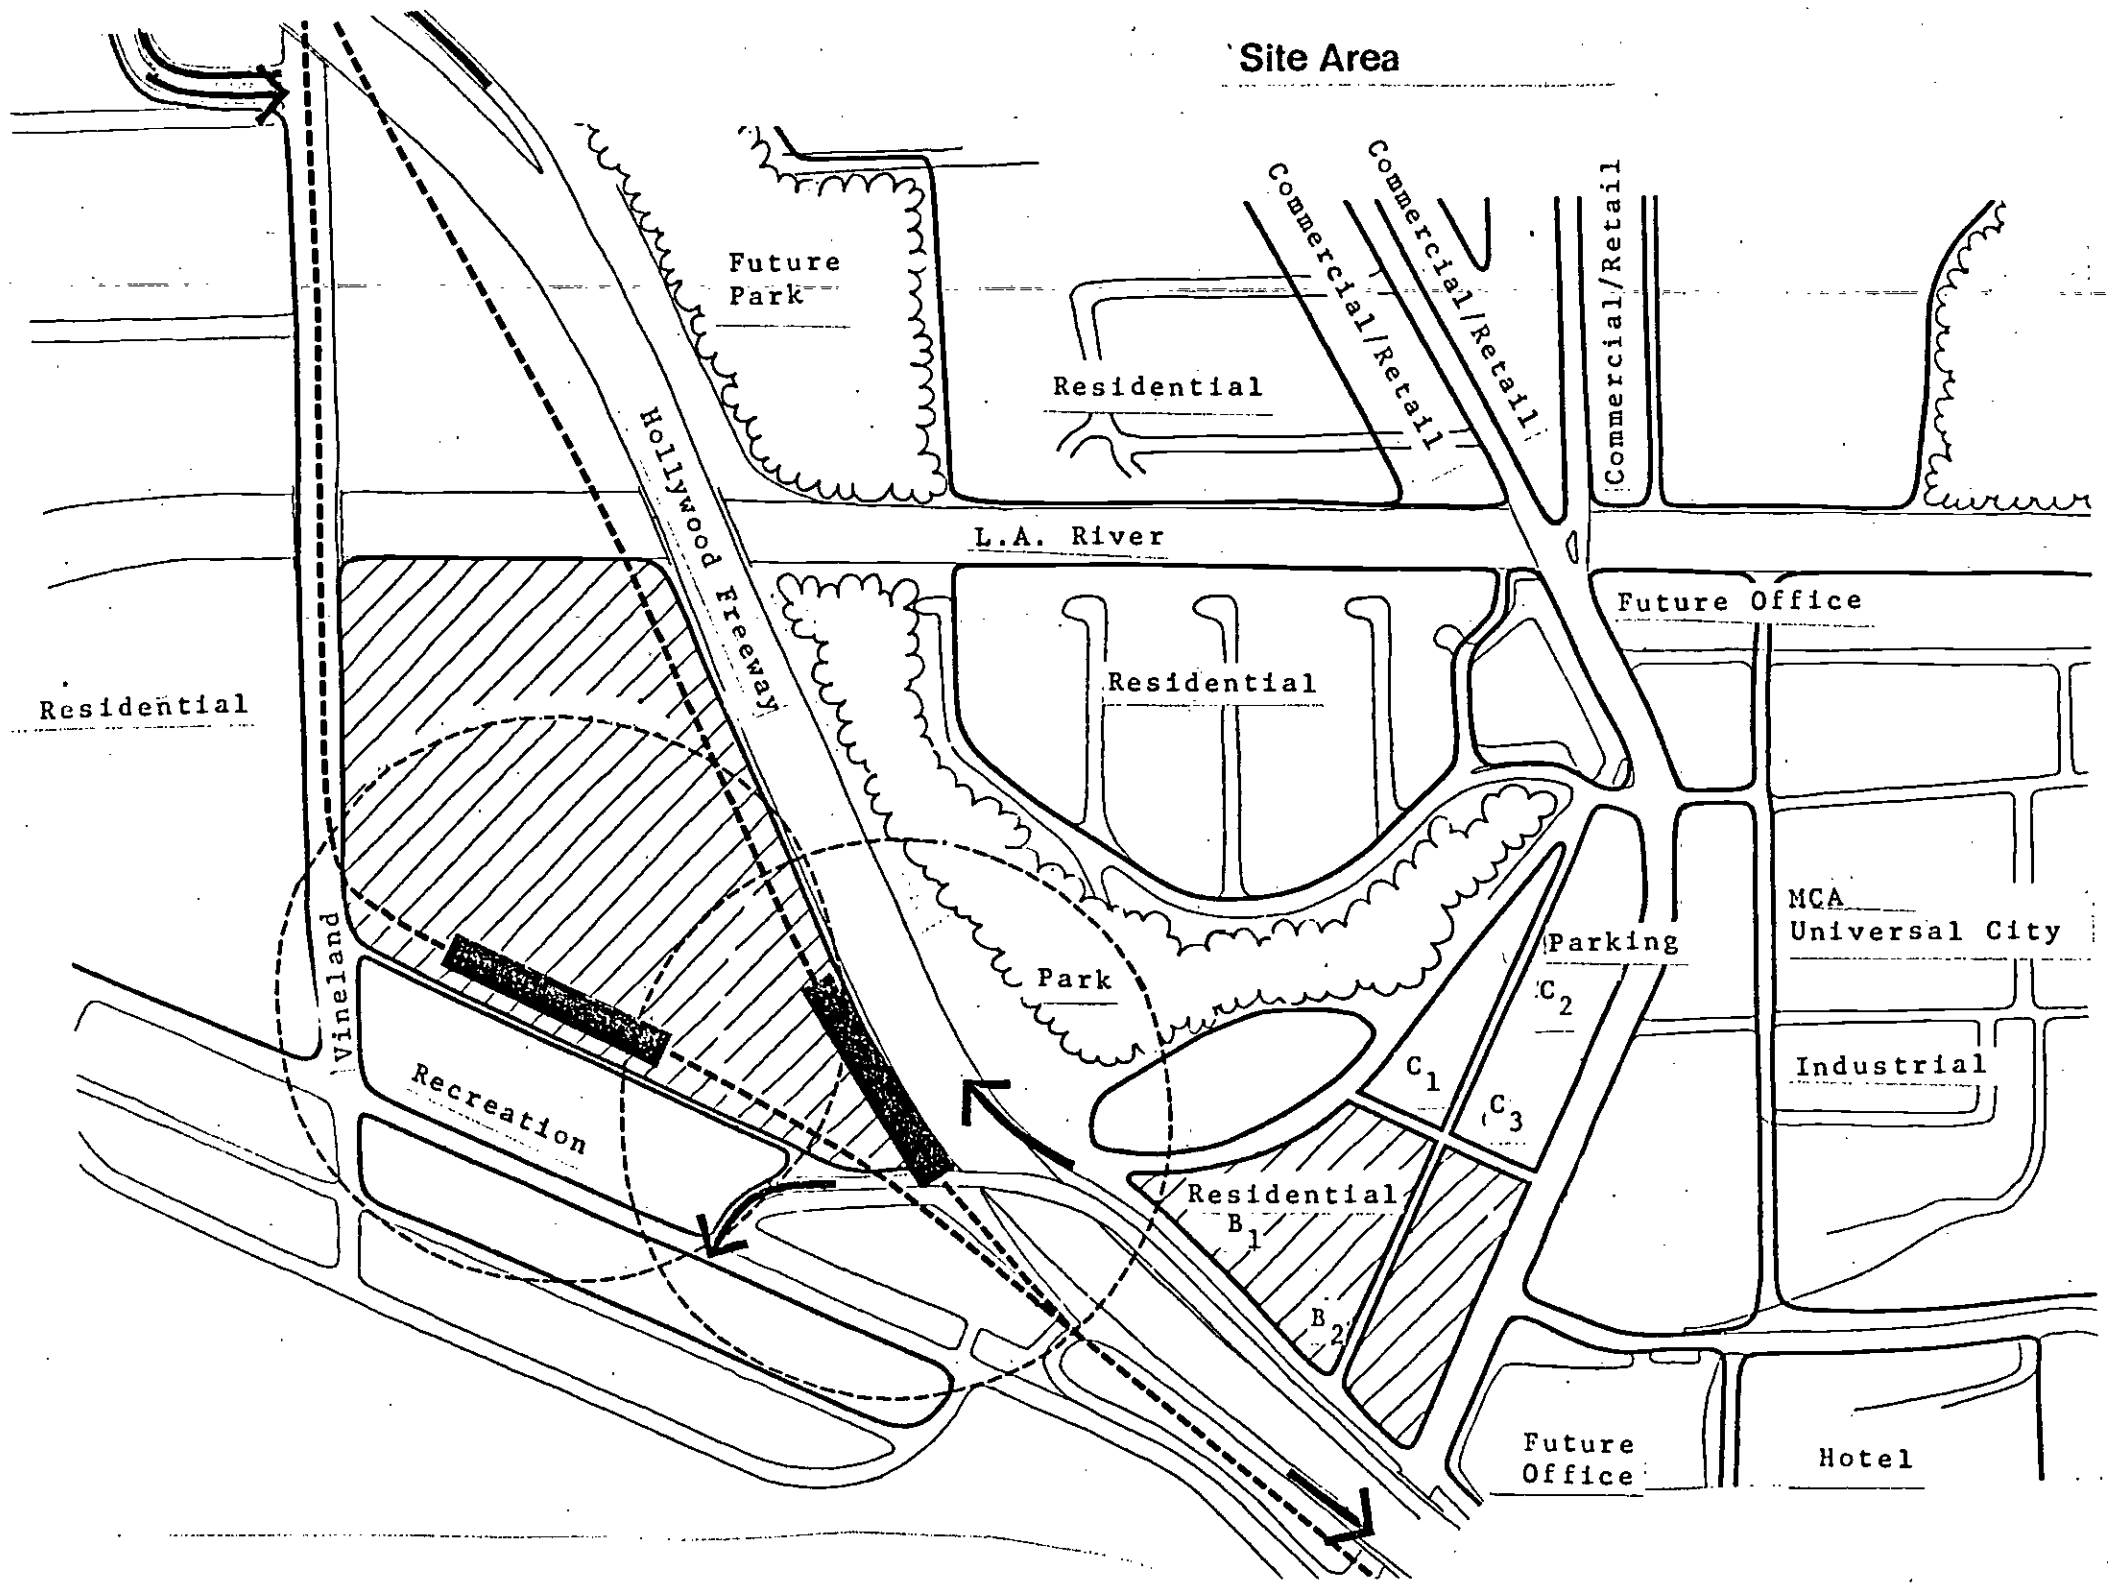 Site Area
Commercial/Retail
Commercial/Retail
Commercial/Retail
Future
Park
Residential
Hollywood Freeway
L.A. River
Future Office
Residential
Residential
MCA
Universal City
Vineland
Parking
Park
C2
C1
Industrial
Recreation
C3
Residential
B1
B2
Future
Office
Hotel